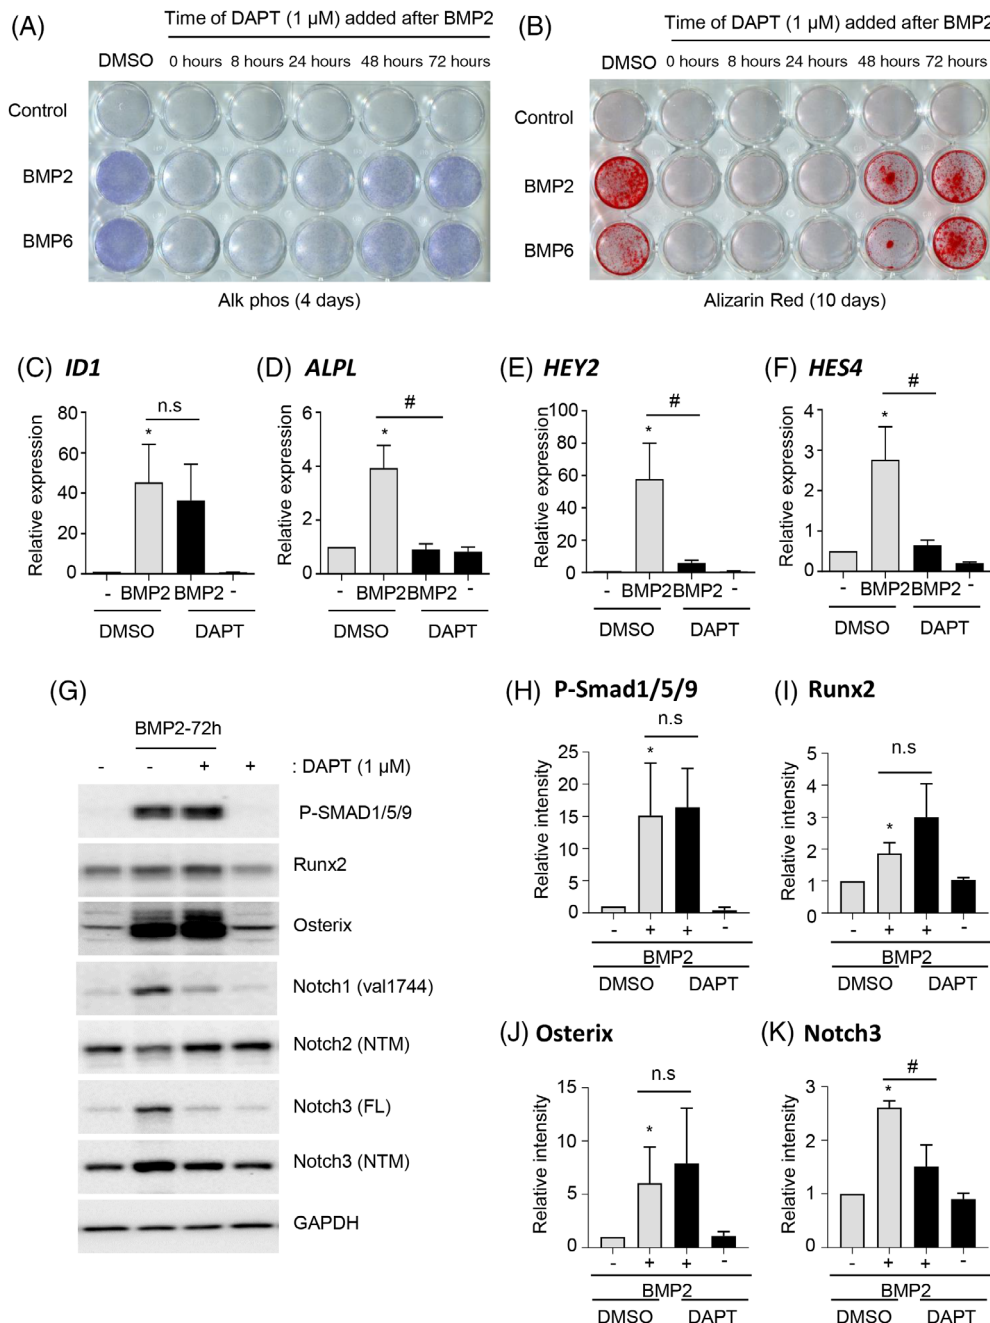 (A)
Time of DAPT (1 µM) added after BMP2
DMSO 0 hours 8 hours 24 hours 48 hours 72 hours
Control
BMP2
BMP6
Alk phos (4 days)
(B)
Time of DAPT (1 µM) added after BMP2
DMSO 0 hours 8 hours 24 hours 48 hours 72 hours
Control
BMP2
BMP6
Alizarin Red (10 days)
(C) ID1
n.s
*
Relative expression
80
60
40
20
0
- BMP2 BMP2 -
DMSO DAPT
(D) ALPL
#
*
Relative expression
6
4
2
0
- BMP2 BMP2 -
DMSO DAPT
(E) HEY2
#
*
Relative expression
100
80
60
40
20
0
- BMP2 BMP2 -
DMSO DAPT
(F) HES4
#
*
Relative expression
4
3
2
1
0
- BMP2 BMP2 -
DMSO DAPT
(G)
BMP2-72h
- - + + : DAPT (1 µM)
P-SMAD1/5/9
Runx2
Osterix
Notch1 (val1744)
Notch2 (NTM)
Notch3 (FL)
Notch3 (NTM)
GAPDH
(H) P-Smad1/5/9
n.s
*
Relative intensity
25
20
15
10
5
0
- + + -
BMP2
DMSO DAPT
(I) Runx2
n.s
*
Relative intensity
5
4
3
2
1
0
- + + -
BMP2
DMSO DAPT
(J) Osterix
n.s
*
Relative intensity
15
10
5
0
- + + -
BMP2
DMSO DAPT
(K) Notch3
#
*
Relative intensity
3
2
1
0
- + + -
BMP2
DMSO DAPT